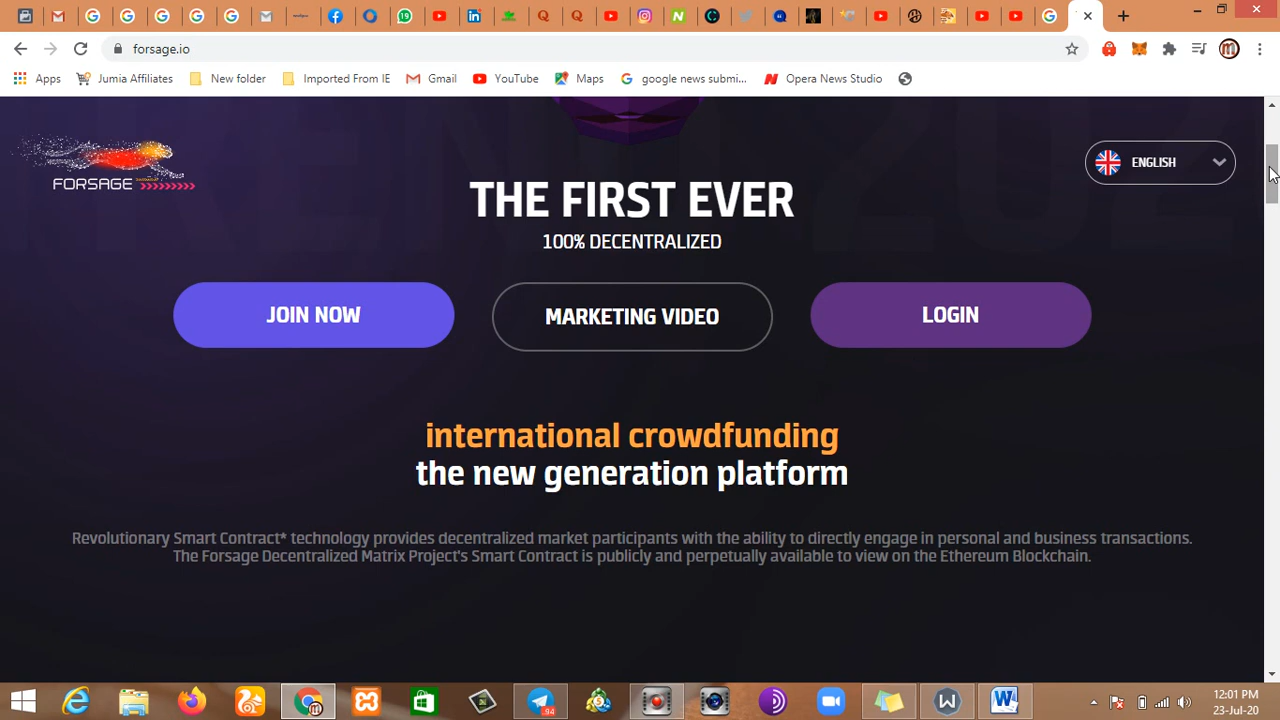 19
forsage.io
Apps
Jumia Affiliates
New folder
Imported From IE
Gmail
YouTube
Maps
google news submi...
Opera News Studio
FORSAGE
ENGLISH
THE FIRST EVER
100% DECENTRALIZED
JOIN NOW
MARKETING VIDEO
LOGIN
international crowdfunding
the new generation platform
Revolutionary Smart Contract* technology provides decentralized market participants with the ability to directly engage in personal and business transactions.
The Forsage Decentralized Matrix Project's Smart Contract is publicly and perpetually available to view on the Ethereum Blockchain.
94
12:01 PM
23-Jul-20